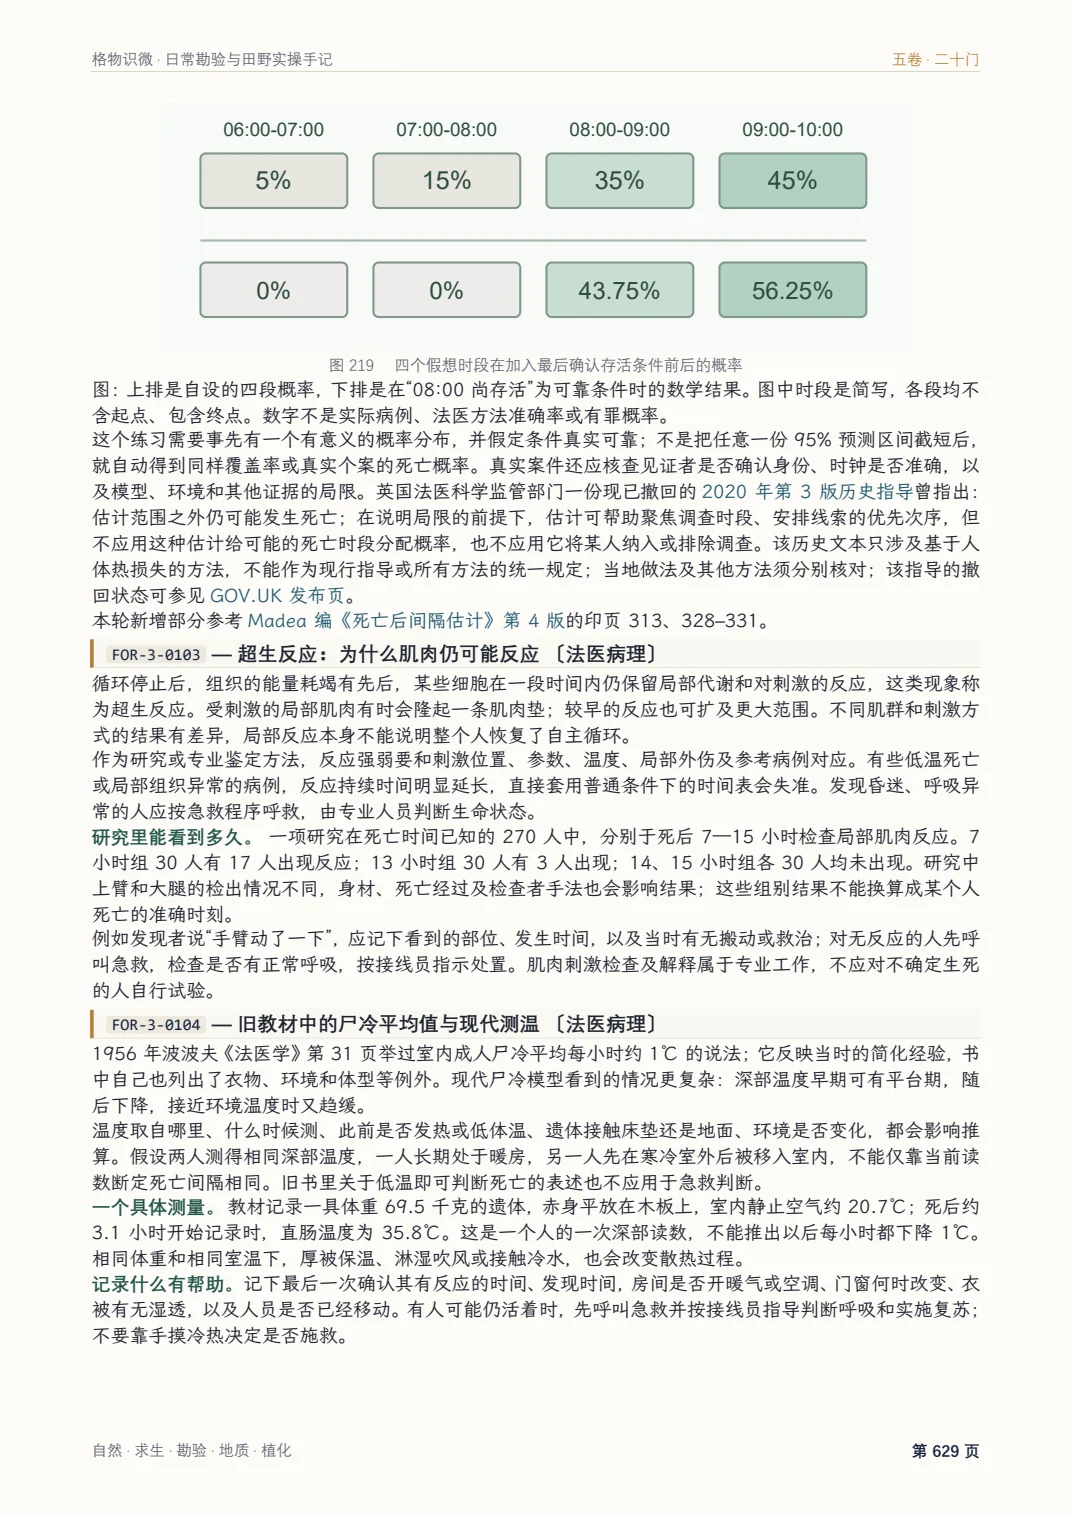 格物识微 · 日常勘验与田野实操手记
五卷 · 二十门
06:00-07:00 07:00-08:00 08:00-09:00 09:00-10:00
5% 15% 35% 45%
0% 0% 43.75% 56.25%
图 219 四个假想时段在加入最后确认存活条件前后的概率
图：上排是自设的四段概率，下排是在“08:00 尚存活”为可靠条件时的数学结果。图中时段是简写，各段均不
含起点、包含终点。数字不是实际病例、法医方法准确率或有罪概率。
这个练习需要事先有一个有意义的概率分布，并假定条件真实可靠；不是把任意一份 95% 预测区间截短后，
就自动得到同样覆盖率或真实个案的死亡概率。真实案件还应核查见证者是否确认身份、时钟是否准确，以
及模型、环境和其他证据的局限。英国法医科学监管部门一份现已撤回的 2020 年第 3 版历史指导曾指出：
估计范围之外仍可能发生死亡；在说明局限的前提下，估计可帮助聚焦调查时段、安排线索的优先次序，但
不应用这种估计给可能的死亡时段分配概率，也不应用它将某人纳入或排除调查。该历史文本只涉及基于人
体热损失的方法，不能作为现行指导或所有方法的统一规定；当地做法及其他方法须分别核对；该指导的撤
回状态可参见 GOV.UK 发布页。
本轮新增部分参考 Madea 编《死亡后间隔估计》第 4 版的印页 313、328–331。
FOR-3-0103 — 超生反应：为什么肌肉仍可能反应 〔法医病理〕
循环停止后，组织的能量耗竭有先后，某些细胞在一段时间内仍保留局部代谢和对刺激的反应，这类现象称
为超生反应。受刺激的局部肌肉有时会隆起一条肌肉垫；较早的反应也可扩及更大范围。不同肌群和刺激方
式的结果有差异，局部反应本身不能说明整个人恢复了自主循环。
作为研究或专业鉴定方法，反应强弱要和刺激位置、参数、温度、局部外伤及参考病例对应。有些低温死亡
或局部组织异常的病例，反应持续时间明显延长，直接套用普通条件下的时间表会失准。发现昏迷、呼吸异
常的人应按急救程序呼救，由专业人员判断生命状态。
研究里能看到多久。 一项研究在死亡时间已知的 270 人中，分别于死后 7—15 小时检查局部肌肉反应。7
小时组 30 人有 17 人出现反应；13 小时组 30 人有 3 人出现；14、15 小时组各 30 人均未出现。研究中
上臂和大腿的检出情况不同，身材、死亡经过及检查者手法也会影响结果；这些组别结果不能换算成某个人
死亡的准确时刻。
例如发现者说“手臂动了一下”，应记下看到的部位、发生时间，以及当时有无搬动或救治；对无反应的人先呼
叫急救，检查是否有正常呼吸，按接线员指示处置。肌肉刺激检查及解释属于专业工作，不应对不确定生死
的人自行试验。
FOR-3-0104 — 旧教材中的尸冷平均值与现代测温 〔法医病理〕
1956 年波波夫《法医学》第 31 页举过室内成人尸冷平均每小时约 1℃ 的说法；它反映当时的简化经验，书
中自己也列出了衣物、环境和体型等例外。现代尸冷模型看到的情况更复杂：深部温度早期可有平台期，随
后下降，接近环境温度时又趋缓。
温度取自哪里、什么时候测、此前是否发热或低体温、遗体接触床垫还是地面、环境是否变化，都会影响推
算。假设两人测得相同深部温度，一人长期处于暖房，另一人先在寒冷室外后被移入室内，不能仅靠当前读
数断定死亡间隔相同。旧书里关于低温即可判断死亡的表述也不应用于急救判断。
一个具体测量。 教材记录一具体重 69.5 千克的遗体，赤身平放在木板上，室内静止空气约 20.7℃；死后约
3.1 小时开始记录时，直肠温度为 35.8℃。这是一个人的一次深部读数，不能推出以后每小时都下降 1℃。
相同体重和相同室温下，厚被保温、淋湿吹风或接触冷水，也会改变散热过程。
记录什么有帮助。记下最后一次确认其有反应的时间、发现时间，房间是否开暖气或空调、门窗何时改变、衣
被有无湿透，以及人员是否已经移动。有人可能仍活着时，先呼叫急救并按接线员指导判断呼吸和实施复苏；
不要靠手摸冷热决定是否施救。
自然 · 求生 · 勘验 · 地质 · 植化
第 629 页